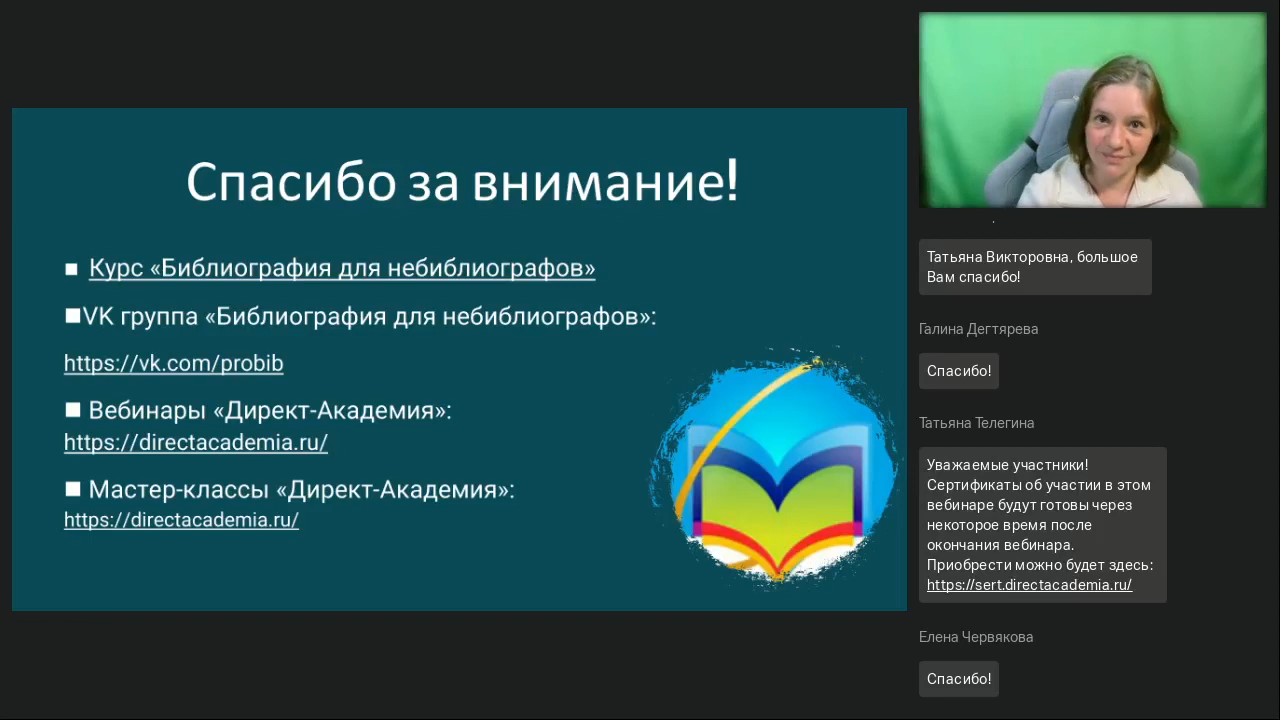 Спасибо за внимание!
Курс «Библиография для небиблиографов»
VK группа «Библиография для небиблиографов»:
https://vk.com/probib
Вебинары «Директ-Академия»:
https://directacademia.ru/
Мастер-классы «Директ-Академия»:
https://directacademia.ru/
Татьяна Викторовна, большое
Вам спасибо!
Галина Дегтярева
Спасибо!
Татьяна Телегина
Уважаемые участники!
Сертификаты об участии в этом
вебинаре будут готовы через
некоторое время после
окончания вебинара.
Приобрести можно будет здесь:
https://sert.directacademia.ru/
Елена Червякова
Спасибо!